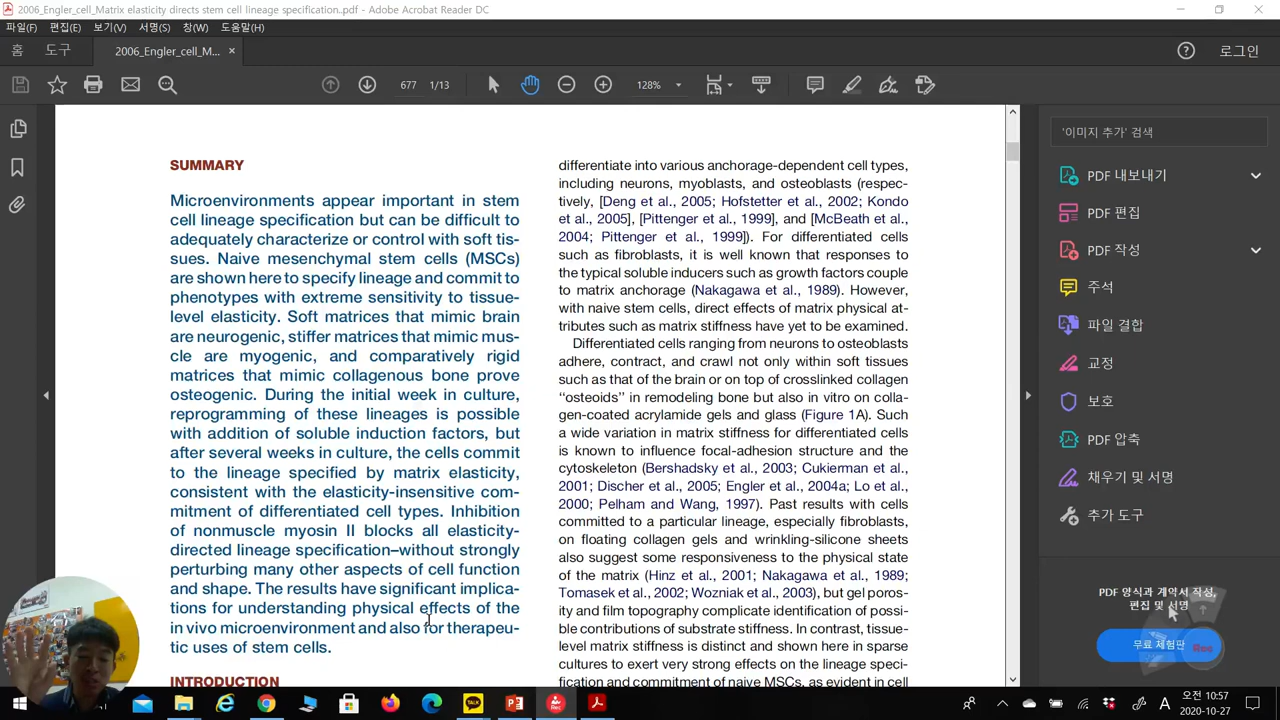 2006_Engler_cell_Matrix elasticity directs stem cell lineage specification..pdf - Adobe Acrobat Reader DC
파일(F) 편집(E) 보기(V) 서명(S) 창(W) 도움말(H)
홈 도구 2006_Engler_cell_M... × 로그인
677 1/13 128%
SUMMARY
Microenvironments appear important in stem
cell lineage specification but can be difficult to
adequately characterize or control with soft tis-
sues. Naive mesenchymal stem cells (MSCs)
are shown here to specify lineage and commit to
phenotypes with extreme sensitivity to tissue-
level elasticity. Soft matrices that mimic brain
are neurogenic, stiffer matrices that mimic mus-
cle are myogenic, and comparatively rigid
matrices that mimic collagenous bone prove
osteogenic. During the initial week in culture,
reprogramming of these lineages is possible
with addition of soluble induction factors, but
after several weeks in culture, the cells commit
to the lineage specified by matrix elasticity,
consistent with the elasticity-insensitive com-
mitment of differentiated cell types. Inhibition
of nonmuscle myosin II blocks all elasticity-
directed lineage specification–without strongly
perturbing many other aspects of cell function
and shape. The results have significant implica-
tions for understanding physical effects of the
in vivo microenvironment and also for therapeu-
tic uses of stem cells.
INTRODUCTION
differentiate into various anchorage-dependent cell types,
including neurons, myoblasts, and osteoblasts (respec-
tively, [Deng et al., 2005; Hofstetter et al., 2002; Kondo
et al., 2005], [Pittenger et al., 1999], and [McBeath et al.,
2004; Pittenger et al., 1999]). For differentiated cells
such as fibroblasts, it is well known that responses to
the typical soluble inducers such as growth factors couple
to matrix anchorage (Nakagawa et al., 1989). However,
with naive stem cells, direct effects of matrix physical at-
tributes such as matrix stiffness have yet to be examined.
Differentiated cells ranging from neurons to osteoblasts
adhere, contract, and crawl not only within soft tissues
such as that of the brain or on top of crosslinked collagen
‘‘osteoids’’ in remodeling bone but also in vitro on colla-
gen-coated acrylamide gels and glass (Figure 1A). Such
a wide variation in matrix stiffness for differentiated cells
is known to influence focal-adhesion structure and the
cytoskeleton (Bershadsky et al., 2003; Cukierman et al.,
2001; Discher et al., 2005; Engler et al., 2004a; Lo et al.,
2000; Pelham and Wang, 1997). Past results with cells
committed to a particular lineage, especially fibroblasts,
on floating collagen gels and wrinkling-silicone sheets
also suggest some responsiveness to the physical state
of the matrix (Hinz et al., 2001; Nakagawa et al., 1989;
Tomasek et al., 2002; Wozniak et al., 2003), but gel poros-
ity and film topography complicate identification of possi-
ble contributions of substrate stiffness. In contrast, tissue-
level matrix stiffness is distinct and shown here in sparse
cultures to exert very strong effects on the lineage speci-
fication and commitment of naive MSCs, as evident in cell
'이미지 추가' 검색
PDF 내보내기
PDF 편집
PDF 작성
주석
파일 결합
교정
보호
PDF 압축
채우기 및 서명
추가 도구
PDF 양식과 계약서 작성,
편집 및 서명
무료 체험판
Rec
TALK
Rec
A
오전 10:57
2020-10-27